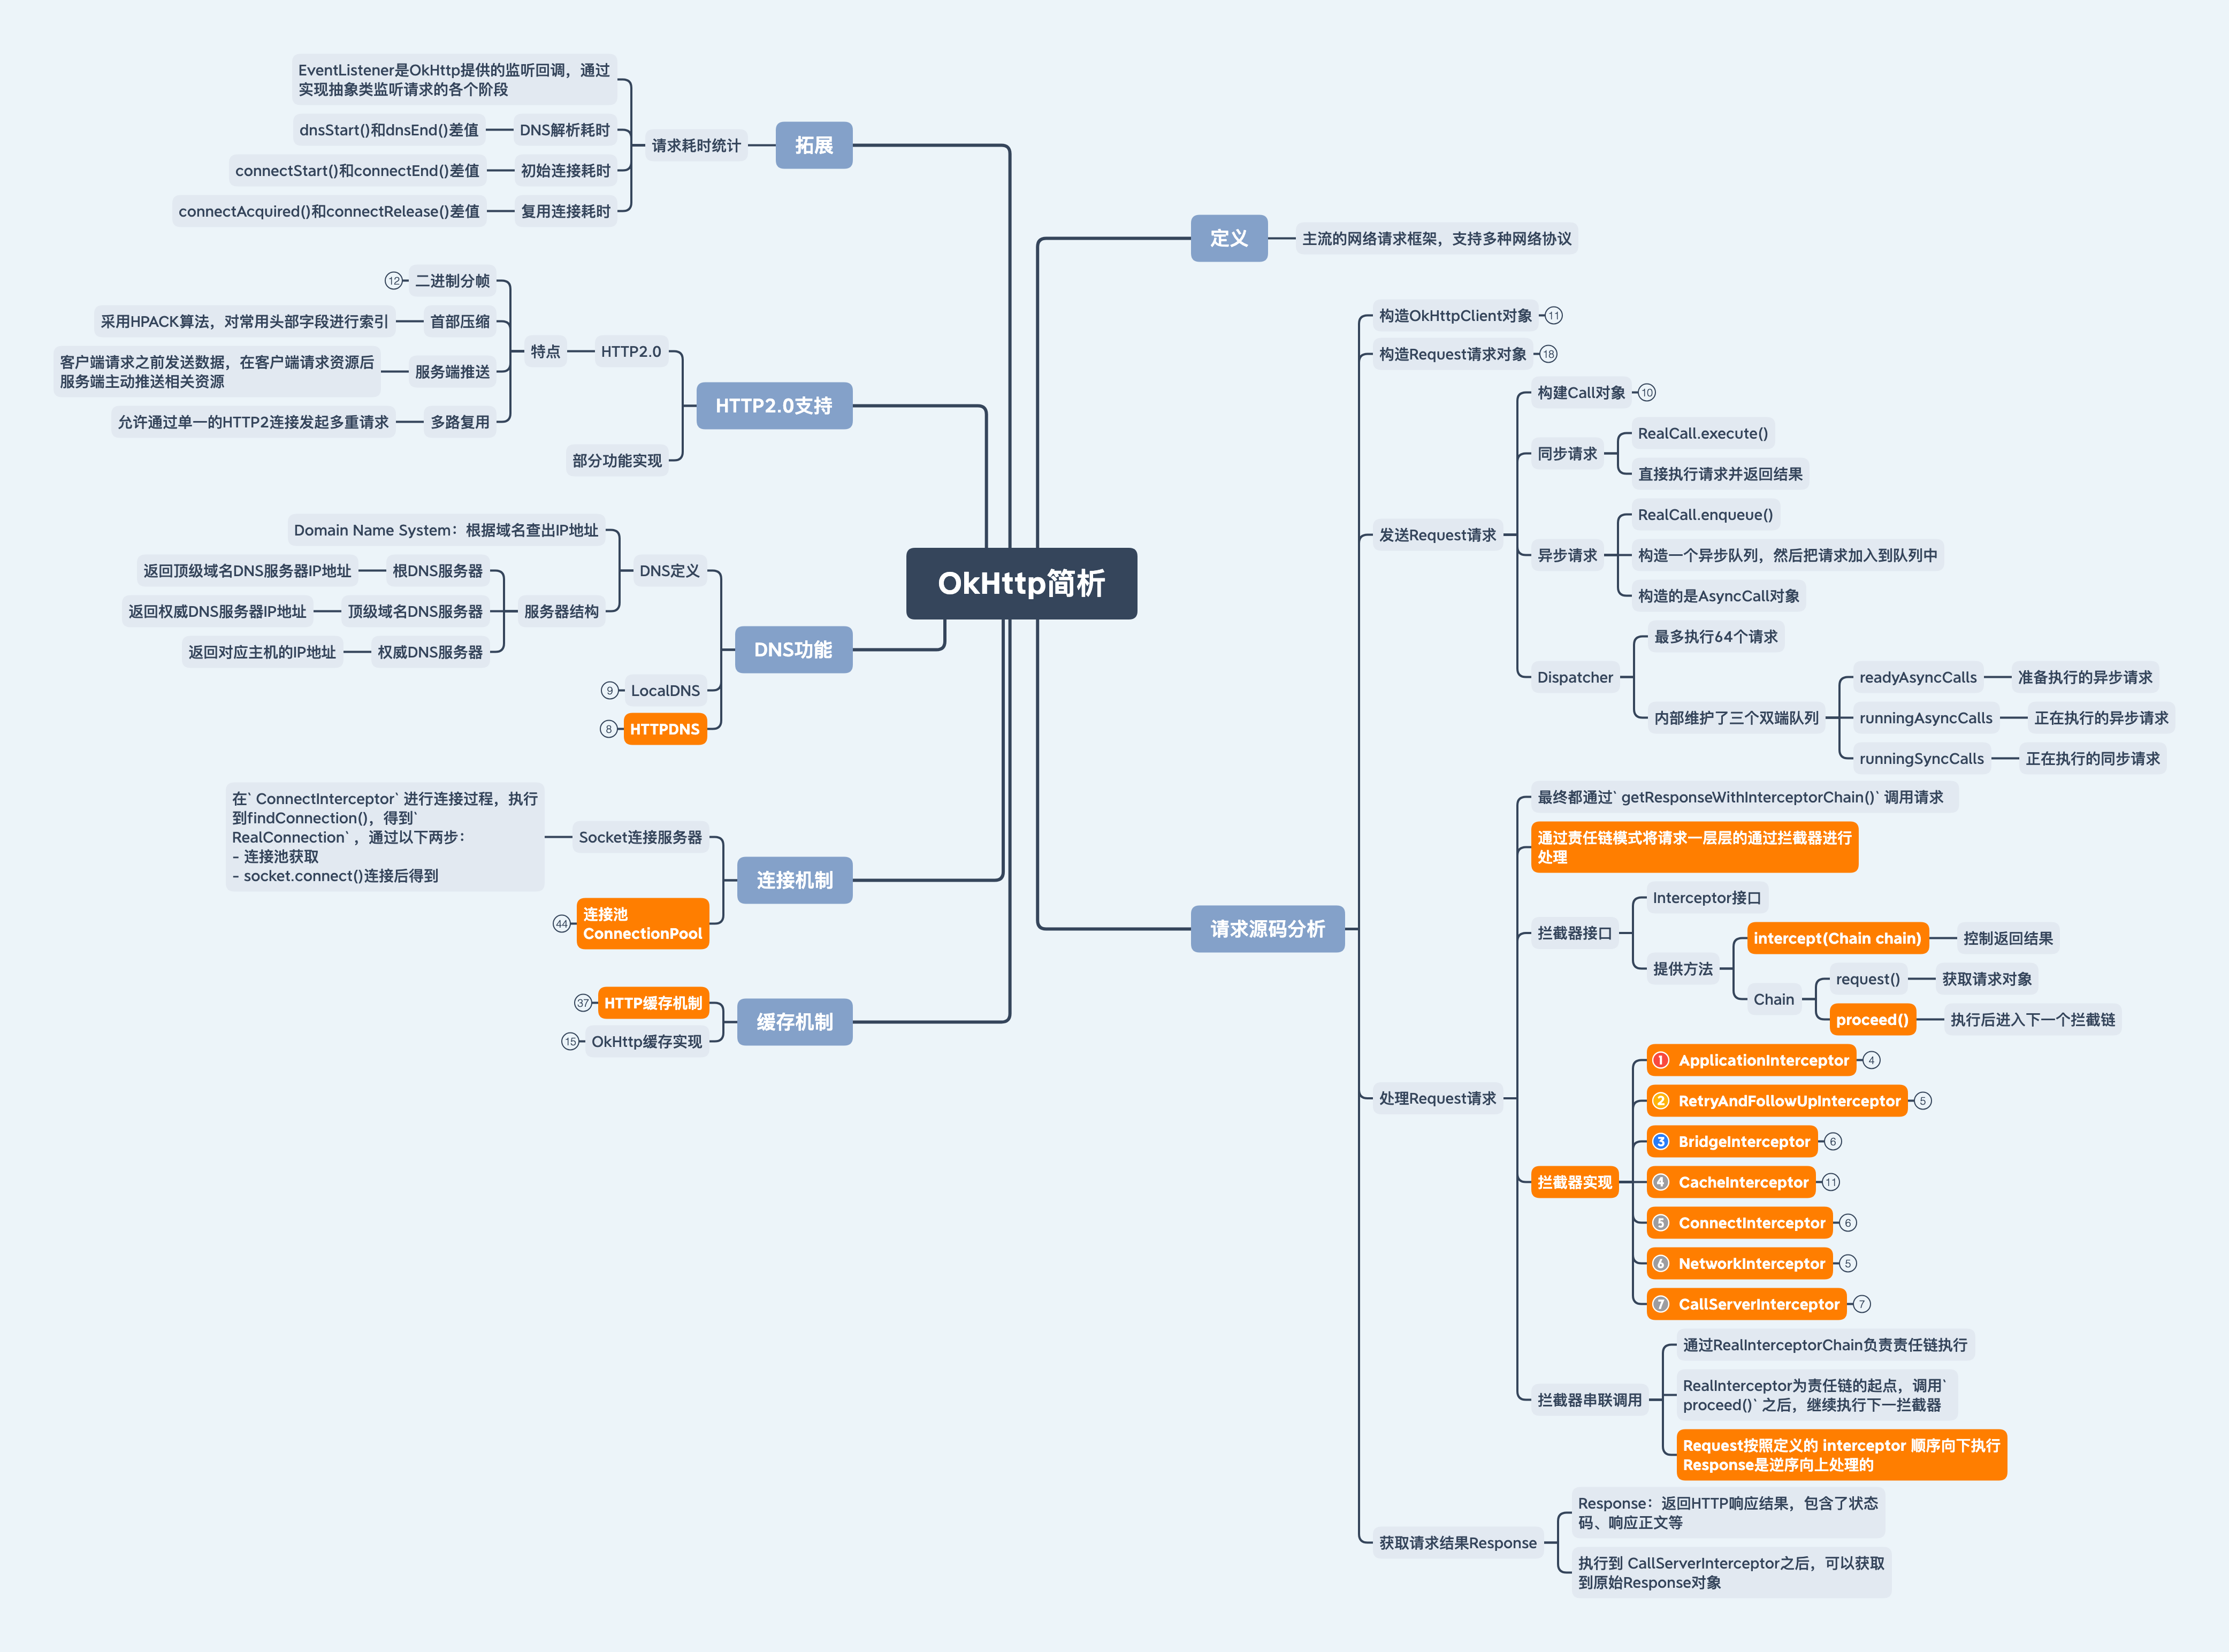 OkHttp简析
定义
主流的网络请求框架，支持多种网络协议
请求源码分析
构造OkHttpClient对象
11
构造Request请求对象
18
发送Request请求
构建Call对象
10
同步请求
RealCall.execute()
直接执行请求并返回结果
异步请求
RealCall.enqueue()
构造一个异步队列，然后把请求加入到队列中
构造的是AsyncCall对象
Dispatcher
最多执行64个请求
内部维护了三个双端队列
readyAsyncCalls
准备执行的异步请求
runningAsyncCalls
正在执行的异步请求
runningSyncCalls
正在执行的同步请求
处理Request请求
最终都通过` getResponseWithInterceptorChain()` 调用请求
通过责任链模式将请求一层层的通过拦截器进行
处理
拦截器接口
Interceptor接口
提供方法
intercept(Chain chain)
控制返回结果
Chain
request()
获取请求对象
proceed()
执行后进入下一个拦截链
拦截器实现
1 ApplicationInterceptor
4
2 RetryAndFollowUpInterceptor
5
3 BridgeInterceptor
6
4 CacheInterceptor
11
5 ConnectInterceptor
6
6 NetworkInterceptor
5
7 CallServerInterceptor
7
拦截器串联调用
通过RealInterceptorChain负责责任链执行
RealInterceptor为责任链的起点，调用`
proceed()` 之后，继续执行下一拦截器
Request按照定义的 interceptor 顺序向下执行
Response是逆序向上处理的
获取请求结果Response
Response：返回HTTP响应结果，包含了状态
码、响应正文等
执行到 CallServerInterceptor之后，可以获取
到原始Response对象
拓展
请求耗时统计
EventListener是OkHttp提供的监听回调，通过
实现抽象类监听请求的各个阶段
DNS解析耗时
dnsStart()和dnsEnd()差值
初始连接耗时
connectStart()和connectEnd()差值
复用连接耗时
connectAcquired()和connectRelease()差值
HTTP2.0支持
HTTP2.0
特点
二进制分帧
12
首部压缩
采用HPACK算法，对常用头部字段进行索引
服务端推送
客户端请求之前发送数据，在客户端请求资源后
服务端主动推送相关资源
多路复用
允许通过单一的HTTP2连接发起多重请求
部分功能实现
DNS功能
DNS定义
Domain Name System：根据域名查出IP地址
服务器结构
根DNS服务器
返回顶级域名DNS服务器IP地址
顶级域名DNS服务器
返回权威DNS服务器IP地址
权威DNS服务器
返回对应主机的IP地址
LocalDNS
9
HTTPDNS
8
连接机制
Socket连接服务器
在` ConnectInterceptor` 进行连接过程，执行
到findConnection()，得到`
RealConnection` ，通过以下两步：
- 连接池获取
- socket.connect()连接后得到
连接池
ConnectionPool
44
缓存机制
HTTP缓存机制
37
OkHttp缓存实现
15